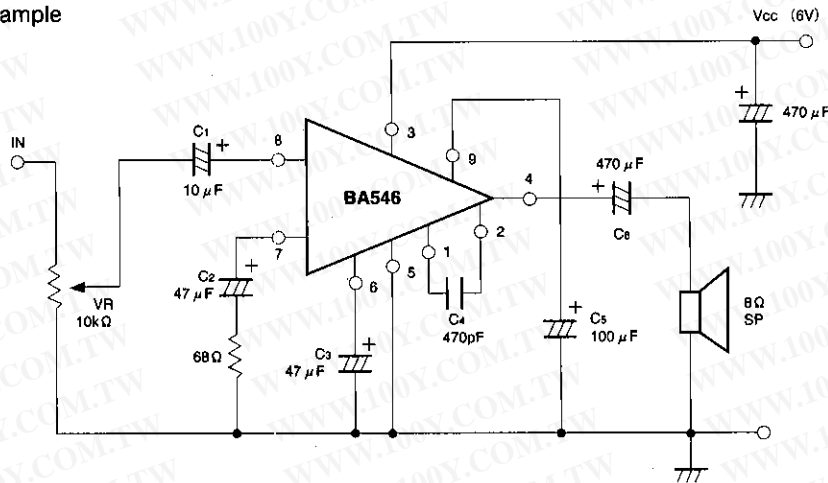 ample
Vcc (6V)
IN
C1
+
10 μF
8
3
9
+
470 μF
BA546
4
470 μF
+
C6
2
7
C2
+
47 μF
1
5
6
C4
470pF
VR
10kΩ
68Ω
C3
+
47 μF
+
C5
100 μF
8Ω
SP
WWW.100Y.COM.TW